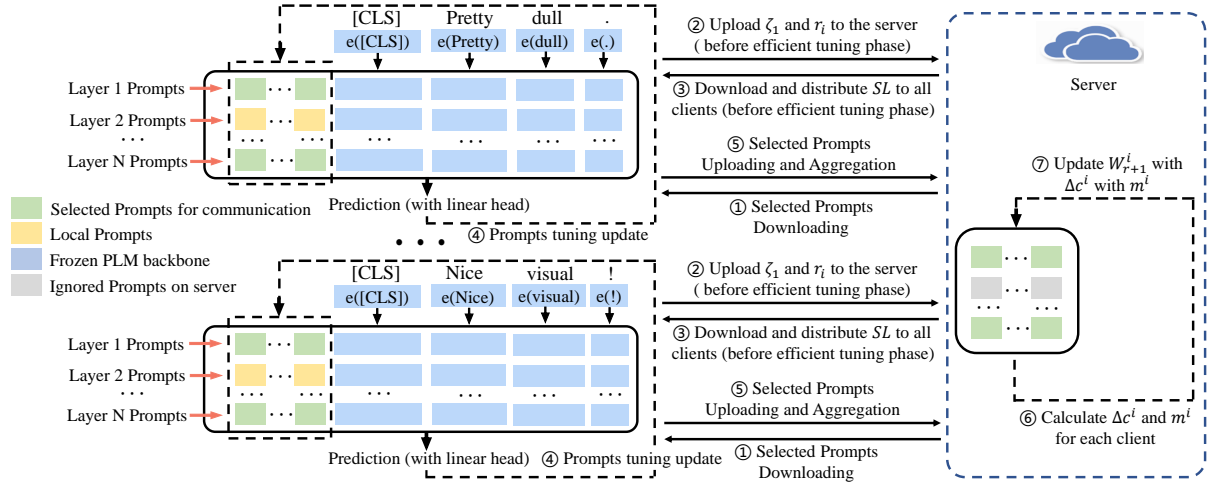 [CLS] Pretty dull .
e([CLS]) e(Pretty) e(dull) e(.)
Layer 1 Prompts
Layer 2 Prompts
...
Layer N Prompts
Prediction (with linear head)
④ Prompts tuning update
② Upload ζ₁ and rᵢ to the server
( before efficient tuning phase)
③ Download and distribute SL to all
clients (before efficient tuning phase)
⑤ Selected Prompts
Uploading and Aggregation
① Selected Prompts
Downloading
Selected Prompts for communication
Local Prompts
Frozen PLM backbone
Ignored Prompts on server
[CLS] Nice visual !
e([CLS]) e(Nice) e(visual) e(!)
Layer 1 Prompts
Layer 2 Prompts
...
Layer N Prompts
Prediction (with linear head)
④ Prompts tuning update
② Upload ζ₁ and rᵢ to the server
( before efficient tuning phase)
③ Download and distribute SL to all
clients (before efficient tuning phase)
⑤ Selected Prompts
Uploading and Aggregation
① Selected Prompts
Downloading
Server
⑦ Update Wⁱᵣ₊₁ with
Δcⁱ with mⁱ
⑥ Calculate Δcⁱ and mⁱ
for each client